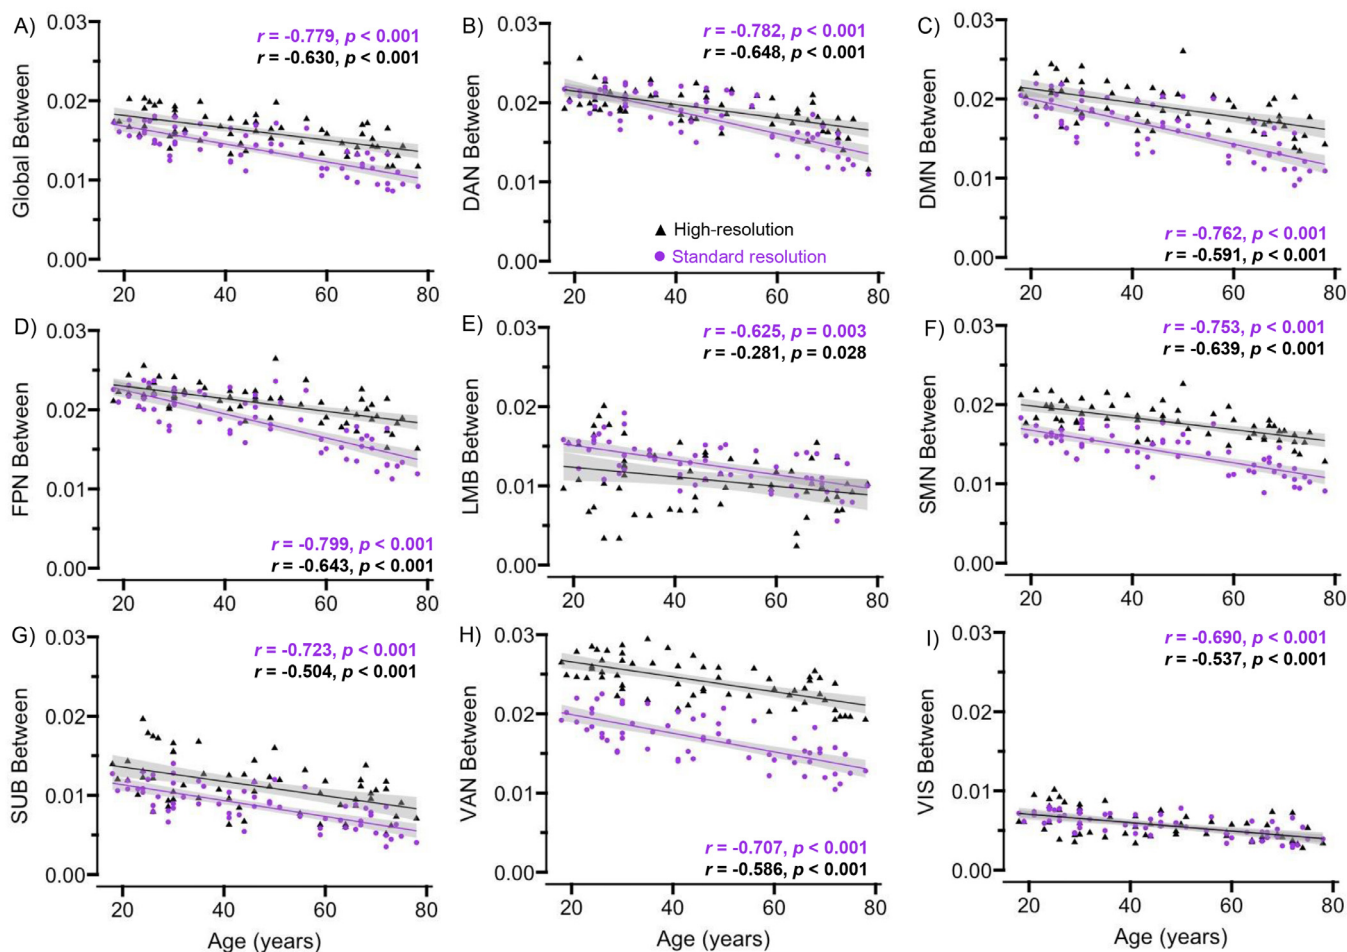 A)
r = -0.779, p < 0.001
r = -0.630, p < 0.001
Global Between
0.03
0.02
0.01
0.00
20 40 60 80
B)
r = -0.782, p < 0.001
r = -0.648, p < 0.001
DAN Between
0.03
0.02
0.01
0.00
High-resolution
Standard resolution
20 40 60 80
C)
DMN Between
0.03
0.02
0.01
0.00
r = -0.762, p < 0.001
r = -0.591, p < 0.001
20 40 60 80
D)
FPN Between
0.03
0.02
0.01
0.00
r = -0.799, p < 0.001
r = -0.643, p < 0.001
20 40 60 80
E)
r = -0.625, p = 0.003
r = -0.281, p = 0.028
LMB Between
0.03
0.02
0.01
0.00
20 40 60 80
F)
r = -0.753, p < 0.001
r = -0.639, p < 0.001
SMN Between
0.03
0.02
0.01
0.00
20 40 60 80
G)
r = -0.723, p < 0.001
r = -0.504, p < 0.001
SUB Between
0.03
0.02
0.01
0.00
20 40 60 80
Age (years)
H)
VAN Between
0.03
0.02
0.01
0.00
r = -0.707, p < 0.001
r = -0.586, p < 0.001
20 40 60 80
Age (years)
I)
r = -0.690, p < 0.001
r = -0.537, p < 0.001
VIS Between
0.03
0.02
0.01
0.00
20 40 60 80
Age (years)